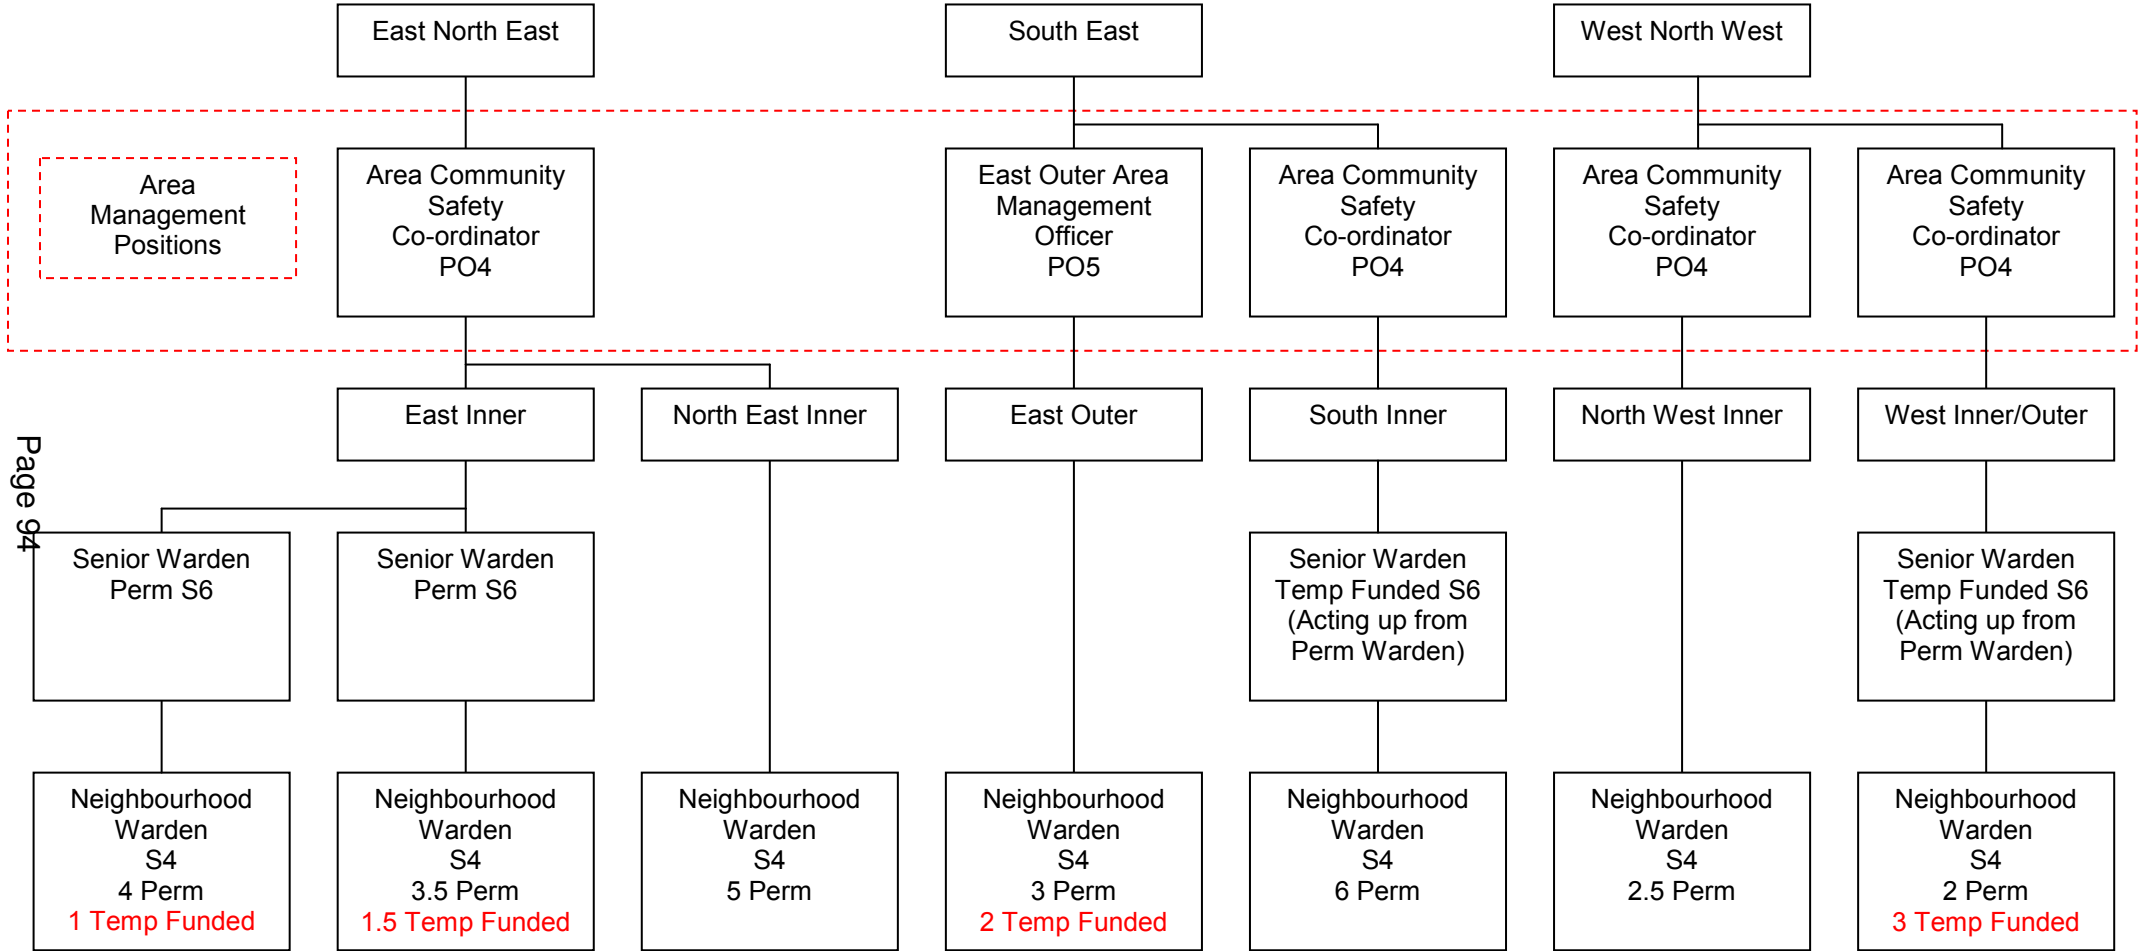 East North East
South East
West North West
Area
Management
Positions
Area Community
Safety
Co-ordinator
PO4
East Outer Area
Management
Officer
PO5
Area Community
Safety
Co-ordinator
PO4
Area Community
Safety
Co-ordinator
PO4
Area Community
Safety
Co-ordinator
PO4
East Inner
North East Inner
East Outer
South Inner
North West Inner
West Inner/Outer
Page 94
Senior Warden
Perm S6
Senior Warden
Perm S6
Senior Warden
Temp Funded S6
(Acting up from
Perm Warden)
Senior Warden
Temp Funded S6
(Acting up from
Perm Warden)
Neighbourhood
Warden
S4
4 Perm
1 Temp Funded
Neighbourhood
Warden
S4
3.5 Perm
1.5 Temp Funded
Neighbourhood
Warden
S4
5 Perm
Neighbourhood
Warden
S4
3 Perm
2 Temp Funded
Neighbourhood
Warden
S4
6 Perm
Neighbourhood
Warden
S4
2.5 Perm
Neighbourhood
Warden
S4
2 Perm
3 Temp Funded